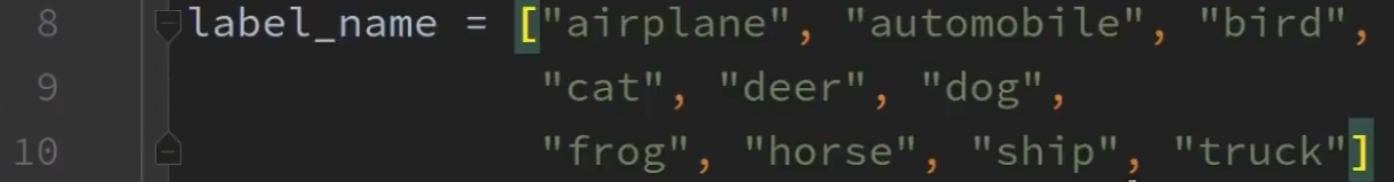 8 label_name = ["airplane", "automobile", "bird",
9 "cat", "deer", "dog",
10 "frog", "horse", "ship", "truck"]